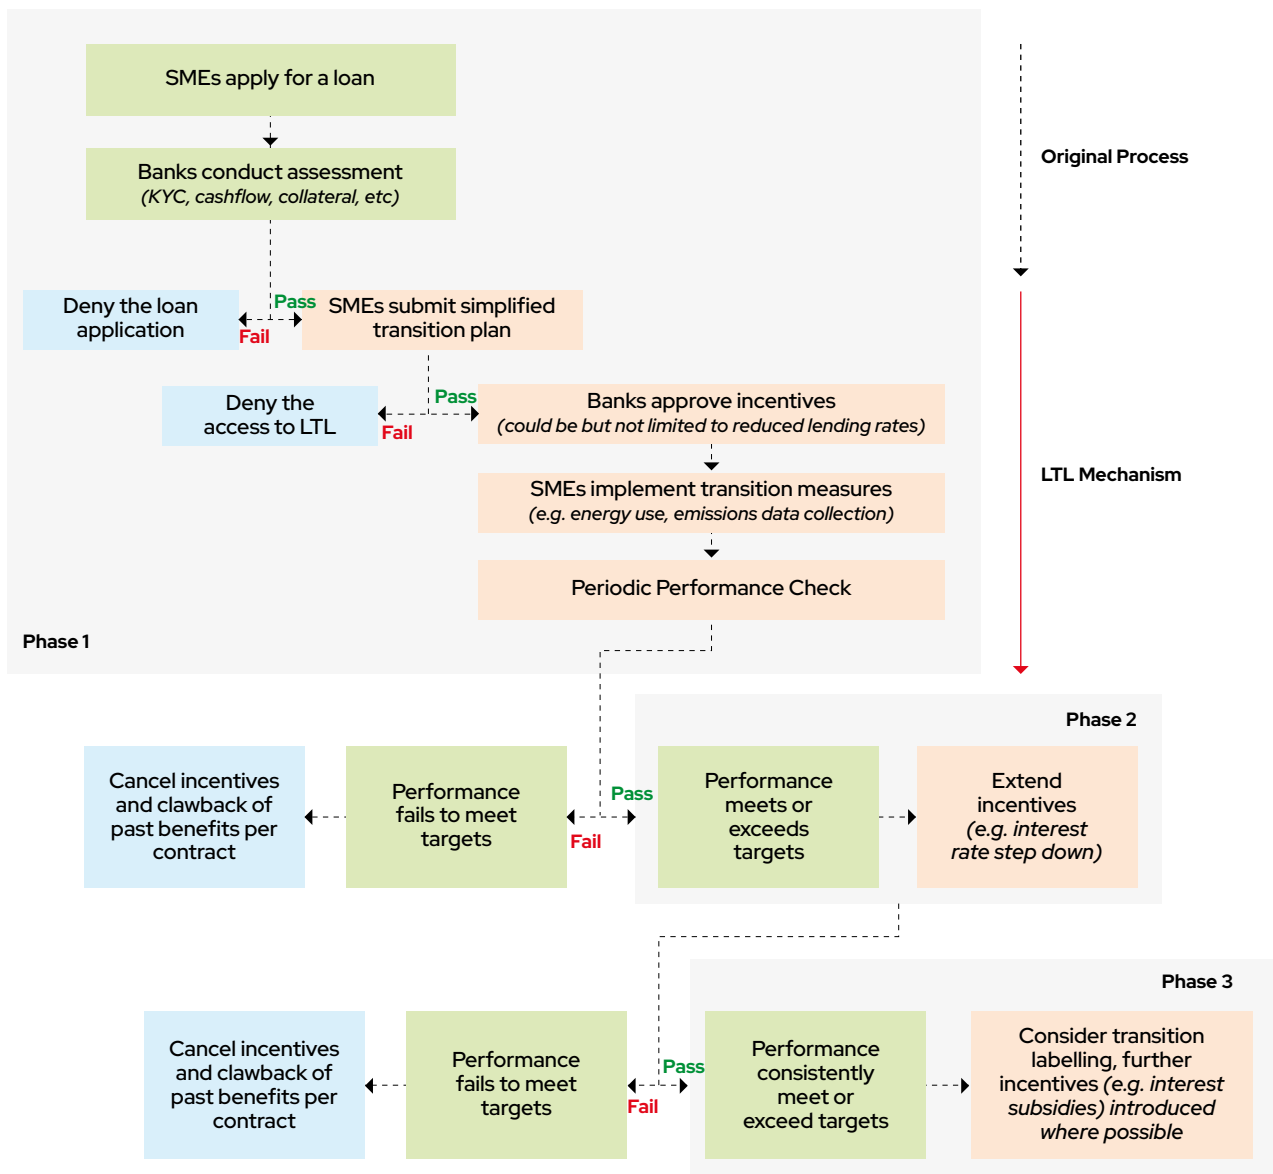 SMEs apply for a loan
Banks conduct assessment
(KYC, cashflow, collateral, etc)
Original Process
Deny the loan
application
Fail
Pass
SMEs submit simplified
transition plan
Deny the
access to LTL
Fail
Pass
Banks approve incentives
(could be but not limited to reduced lending rates)
LTL Mechanism
SMEs implement transition measures
(e.g. energy use, emissions data collection)
Periodic Performance Check
Phase 1
Phase 2
Cancel incentives
and clawback of
past benefits per
contract
Performance
fails to meet
targets
Fail
Pass
Performance
meets or
exceeds
targets
Extend
incentives
(e.g. interest
rate step down)
Phase 3
Cancel incentives
and clawback of
past benefits per
contract
Performance
fails to meet
targets
Fail
Pass
Performance
consistently
meet or
exceed targets
Consider transition
labelling, further
incentives (e.g. interest
subsidies) introduced
where possible